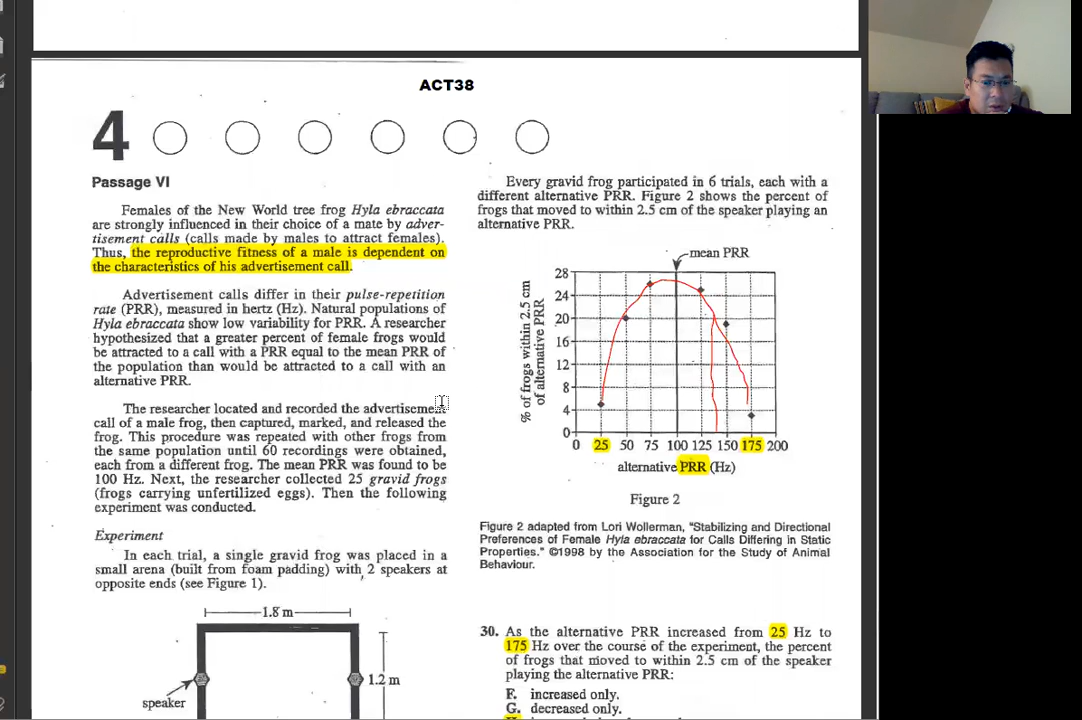 ACT38
4
Passage VI
Females of the New World tree frog Hyla ebraccata
are strongly influenced in their choice of a mate by adver-
tisement calls (calls made by males to attract females).
Thus, the reproductive fitness of a male is dependent on
the characteristics of his advertisement call.
Advertisement calls differ in their pulse-repetition
rate (PRR), measured in hertz (Hz). Natural populations of
Hyla ebraccata show low variability for PRR. A researcher
hypothesized that a greater percent of female frogs would
be attracted to a call with a PRR equal to the mean PRR of
the population than would be attracted to a call with an
alternative PRR.
The researcher located and recorded the advertisement
call of a male frog, then captured, marked, and released the
frog. This procedure was repeated with other frogs from
the same population until 60 recordings were obtained,
each from a different frog. The mean PRR was found to be
100 Hz. Next, the researcher collected 25 gravid frogs
(frogs carrying unfertilized eggs). Then the following
experiment was conducted.
Experiment
In each trial, a single gravid frog was placed in a
small arena (built from foam padding) with 2 speakers at
opposite ends (see Figure 1).
1.8 m
1.2 m
speaker
Every gravid frog participated in 6 trials, each with a
different alternative PRR. Figure 2 shows the percent of
frogs that moved to within 2.5 cm of the speaker playing an
alternative PRR.
mean PRR
% of frogs within 2.5 cm
of alternative PRR
28
24
20
16
12
8
4
0
0 25 50 75 100 125 150 175 200
alternative PRR (Hz)
Figure 2
Figure 2 adapted from Lori Wollerman, "Stabilizing and Directional
Preferences of Female Hyla ebraccata for Calls Differing in Static
Properties." ©1998 by the Association for the Study of Animal
Behaviour.
30. As the alternative PRR increased from 25 Hz to
175 Hz over the course of the experiment, the percent
of frogs that moved to within 2.5 cm of the speaker
playing the alternative PRR:
F. increased only.
G. decreased only.